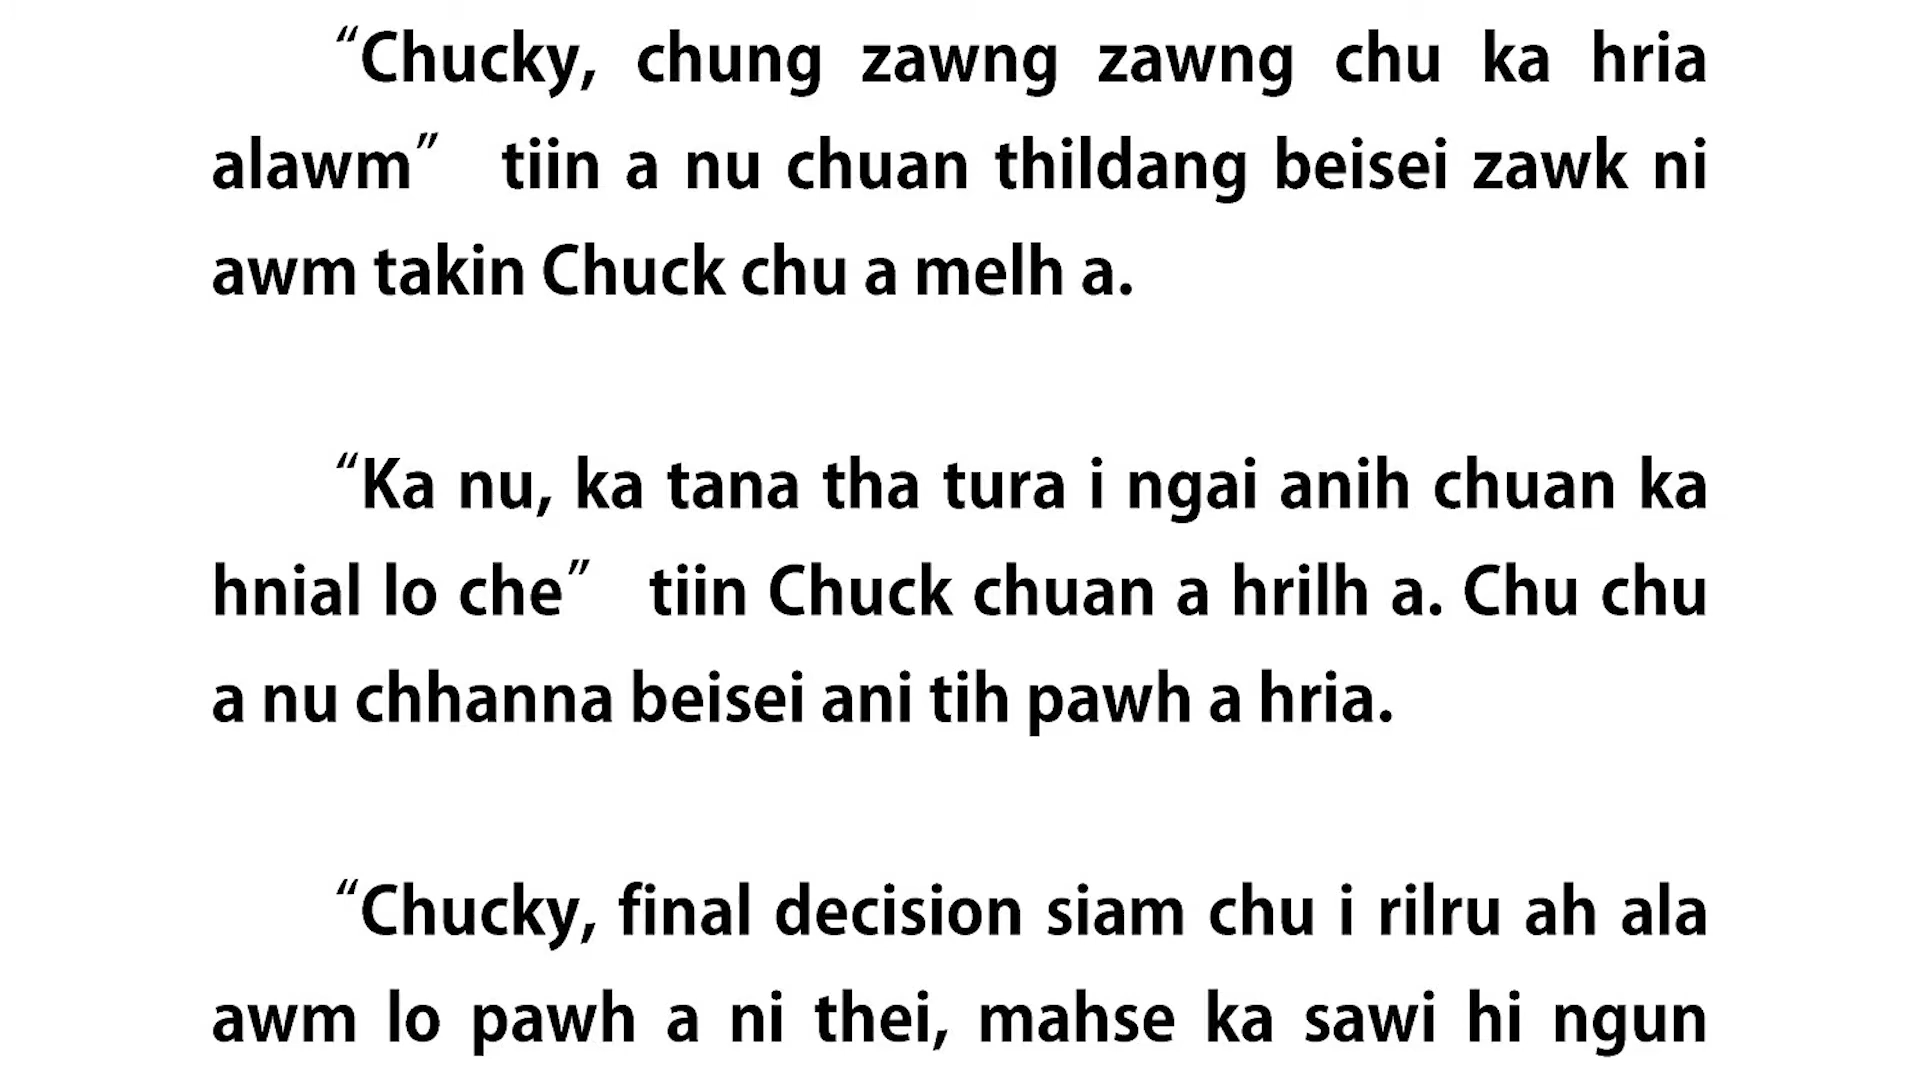 “Chucky, chung zawng zawng chu ka hria
alawm” tiin a nu chuan thildang beisei zawk ni
awm takin Chuck chu a melh a.
“Ka nu, ka tana tha tura i ngai anih chuan ka
hnial lo che” tiin Chuck chuan a hrilh a. Chu chu
a nu chhanna beisei ani tih pawh a hria.
“Chucky, final decision siam chu i rilru ah ala
awm lo pawh a ni thei, mahse ka sawi hi ngun